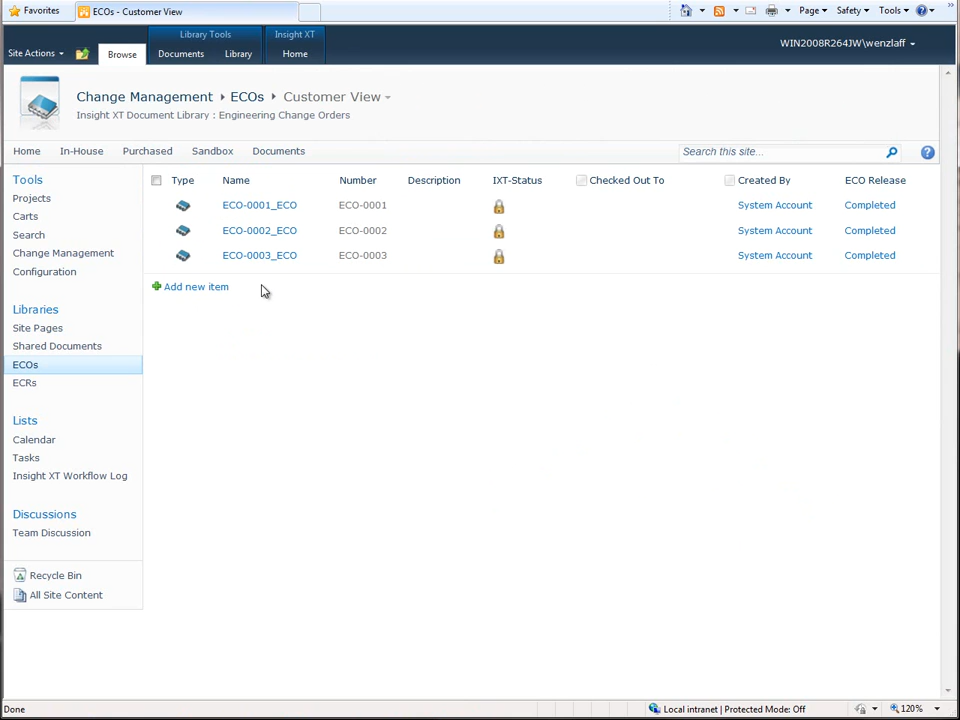 Favorites ECOs - Customer View Page Safety Tools »
Library Tools Insight XT
Site Actions Browse Documents Library Home WIN2008R264JW\wenzlaff
Change Management ECOs Customer View
Insight XT Document Library : Engineering Change Orders
Home In-House Purchased Sandbox Documents Search this site...
Tools
Projects
Carts
Search
Change Management
Configuration
Libraries
Site Pages
Shared Documents
ECOs
ECRs
Lists
Calendar
Tasks
Insight XT Workflow Log
Discussions
Team Discussion
Recycle Bin
All Site Content
Type Name Number Description IXT-Status Checked Out To Created By ECO Release
ECO-0001_ECO ECO-0001 System Account Completed
ECO-0002_ECO ECO-0002 System Account Completed
ECO-0003_ECO ECO-0003 System Account Completed
Add new item
Done Local intranet | Protected Mode: Off 120%